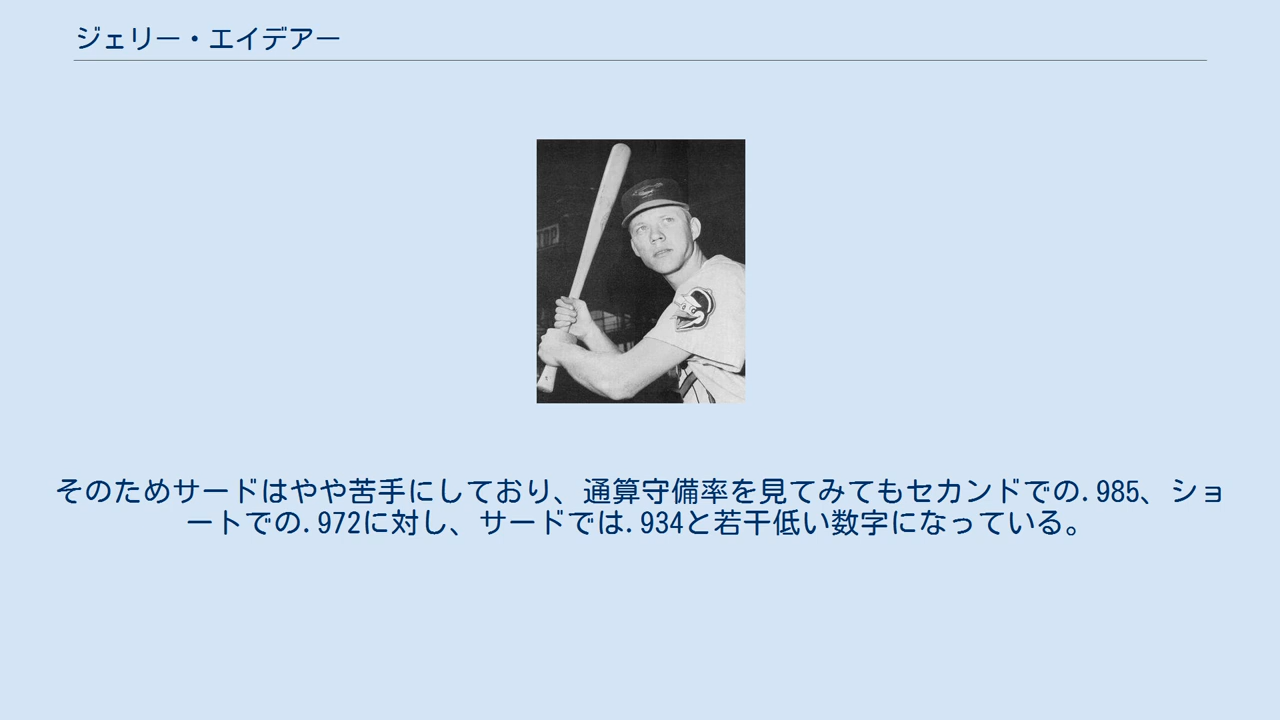 ジェリー・エイデアー
TOP
そのためサードはやや苦手にしており、通算守備率を見てみてもセカンドでの.985、ショ
ートでの.972に対し、サードでは.934と若干低い数字になっている。